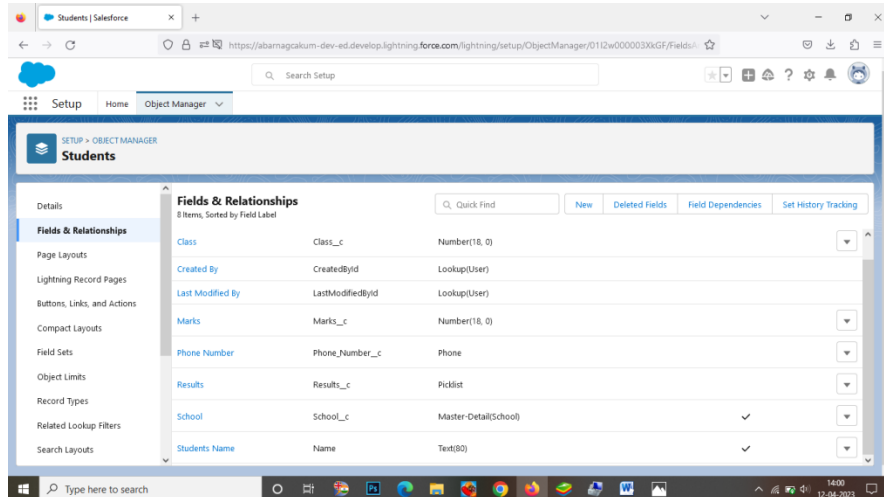 Students | Salesforce
https://abarnagcakum-dev-ed.develop.lightning.force.com/lightning/setup/ObjectManager/01I2w000003XkGF/Fields
Search Setup
Setup Home Object Manager
SETUP > OBJECT MANAGER
Students
Details
Fields & Relationships
Page Layouts
Lightning Record Pages
Buttons, Links, and Actions
Compact Layouts
Field Sets
Object Limits
Record Types
Related Lookup Filters
Search Layouts
Fields & Relationships
8 Items, Sorted by Field Label
Quick Find
New Deleted Fields Field Dependencies Set History Tracking
Class Class__c Number(18, 0)
Created By CreatedById Lookup(User)
Last Modified By LastModifiedById Lookup(User)
Marks Marks__c Number(18, 0)
Phone Number Phone_Number__c Phone
Results Results__c Picklist
School School__c Master-Detail(School)
Students Name Name Text(80)
Type here to search
Ps
W
14:00
12-04-2023